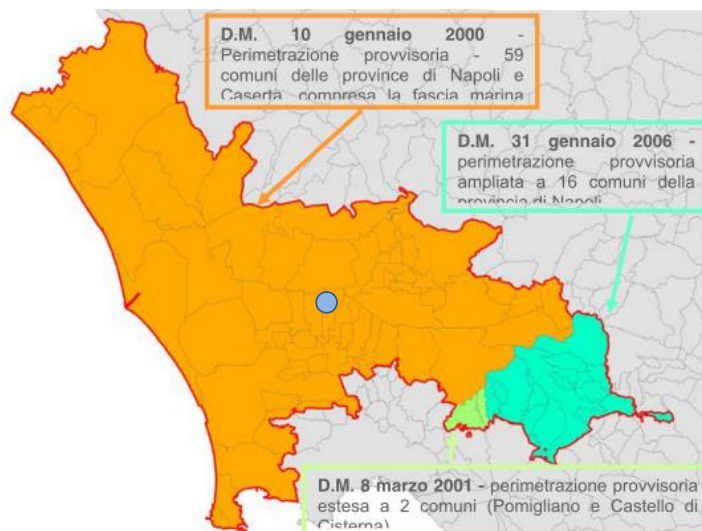 D.M. 10 gennaio 2000 -
Perimetrazione provvisoria - 59
comuni delle province di Napoli e
Caserta, compresa la fascia marina
D.M. 31 gennaio 2006 -
perimetrazione provvisoria
ampliata a 16 comuni della
provincia di Napoli
D.M. 8 marzo 2001 - perimetrazione provvisoria
estesa a 2 comuni (Pomigliano e Castello di
Cisterna)